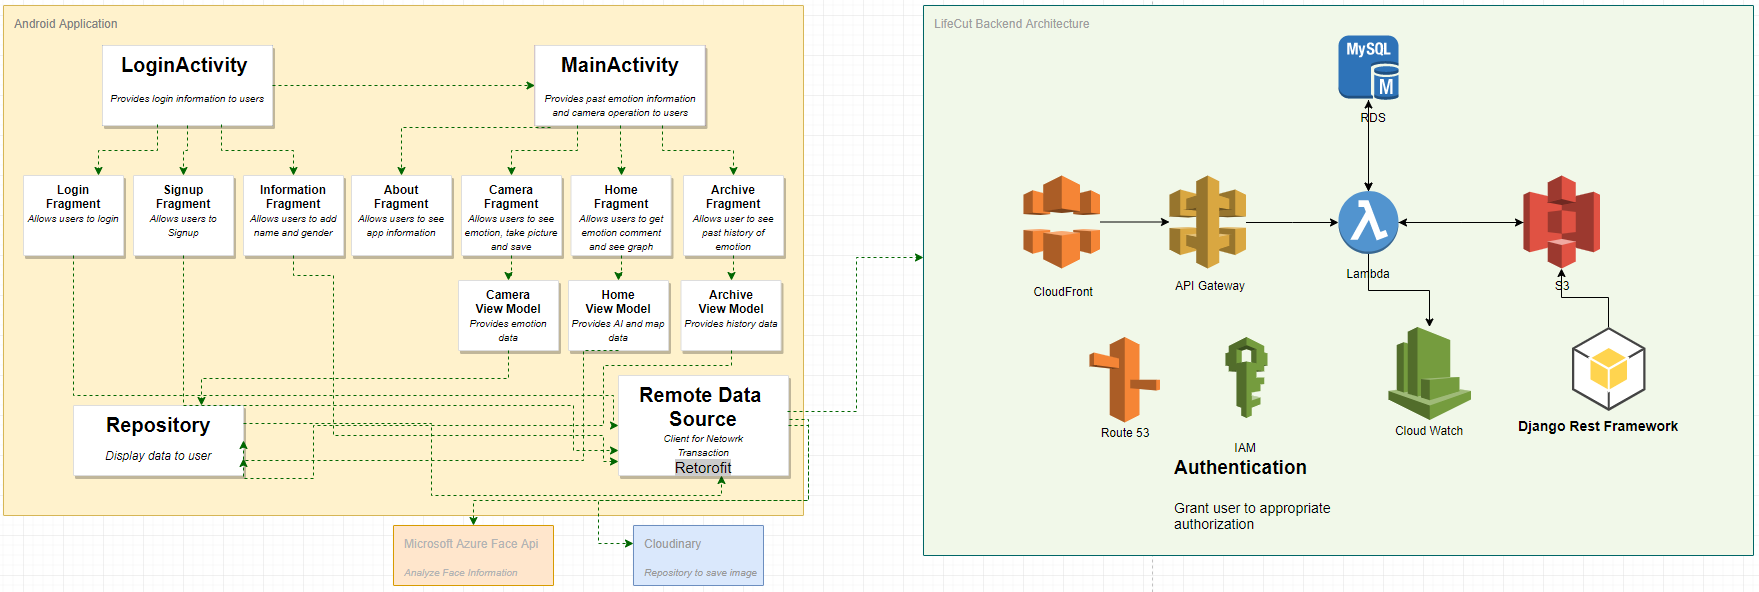 Android Application
LoginActivity
Provides login information to users
MainActivity
Provides past emotion information
and camera operation to users
Login
Fragment
Allows users to login
Signup
Fragment
Allows users to
Signup
Information
Fragment
Allows users to add
name and gender
About
Fragment
Allows users to see
app information
Camera
Fragment
Allows users to see
emotion, take picture
and save
Home
Fragment
Allows users to get
emotion comment
and see graph
Archive
Fragment
Allows user to see
past history of
emotion
Camera
View Model
Provides emotion
data
Home
View Model
Provides AI and map
data
Archive
View Model
Provides history data
Repository
Display data to user
Remote Data
Source
Client for Netowrk
Transaction
Retorofit
Microsoft Azure Face Api
Analyze Face Information
Cloudinary
Repository to save image
LifeCut Backend Architecture
MySQL
M
RDS
CloudFront
API Gateway
λ
Lambda
S3
Route 53
IAM
Authentication
Grant user to appropriate
authorization
Cloud Watch
Django Rest Framework